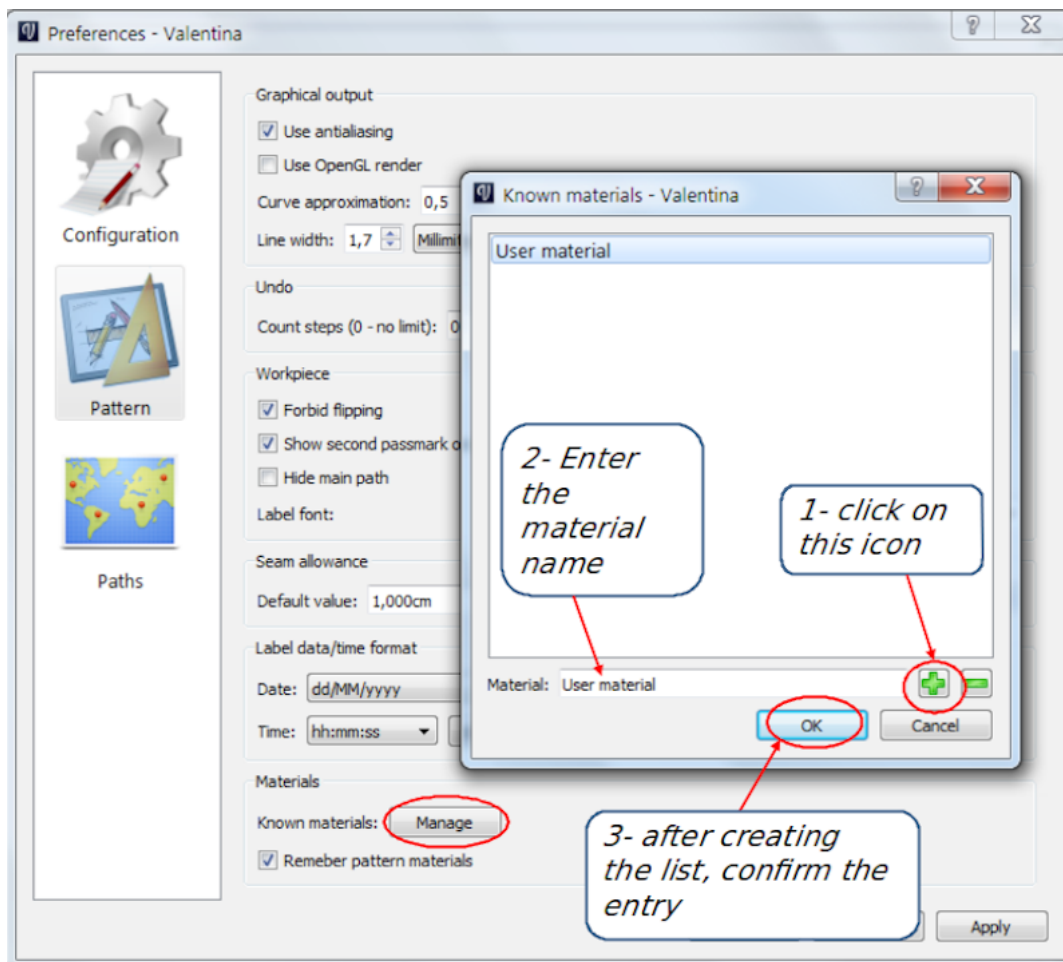 Preferences - Valentina
Configuration
Pattern
Paths
Graphical output
Use antialiasing
Use OpenGL render
Curve approximation: 0,5
Line width: 1,7
Undo
Count steps (0 - no limit): 0
Workpiece
Forbid flipping
Show second passmark
Hide main path
Label font:
Seam allowance
Default value: 1,000cm
Label data/time format
Date: dd/MM/yyyy
Time: hh:mm:ss
Materials
Known materials: Manage
Remeber pattern materials
Apply
Known materials - Valentina
User material
2- Enter
the
material
name
1- click on
this icon
Material: User material
OK Cancel
3- after creating
the list, confirm the
entry